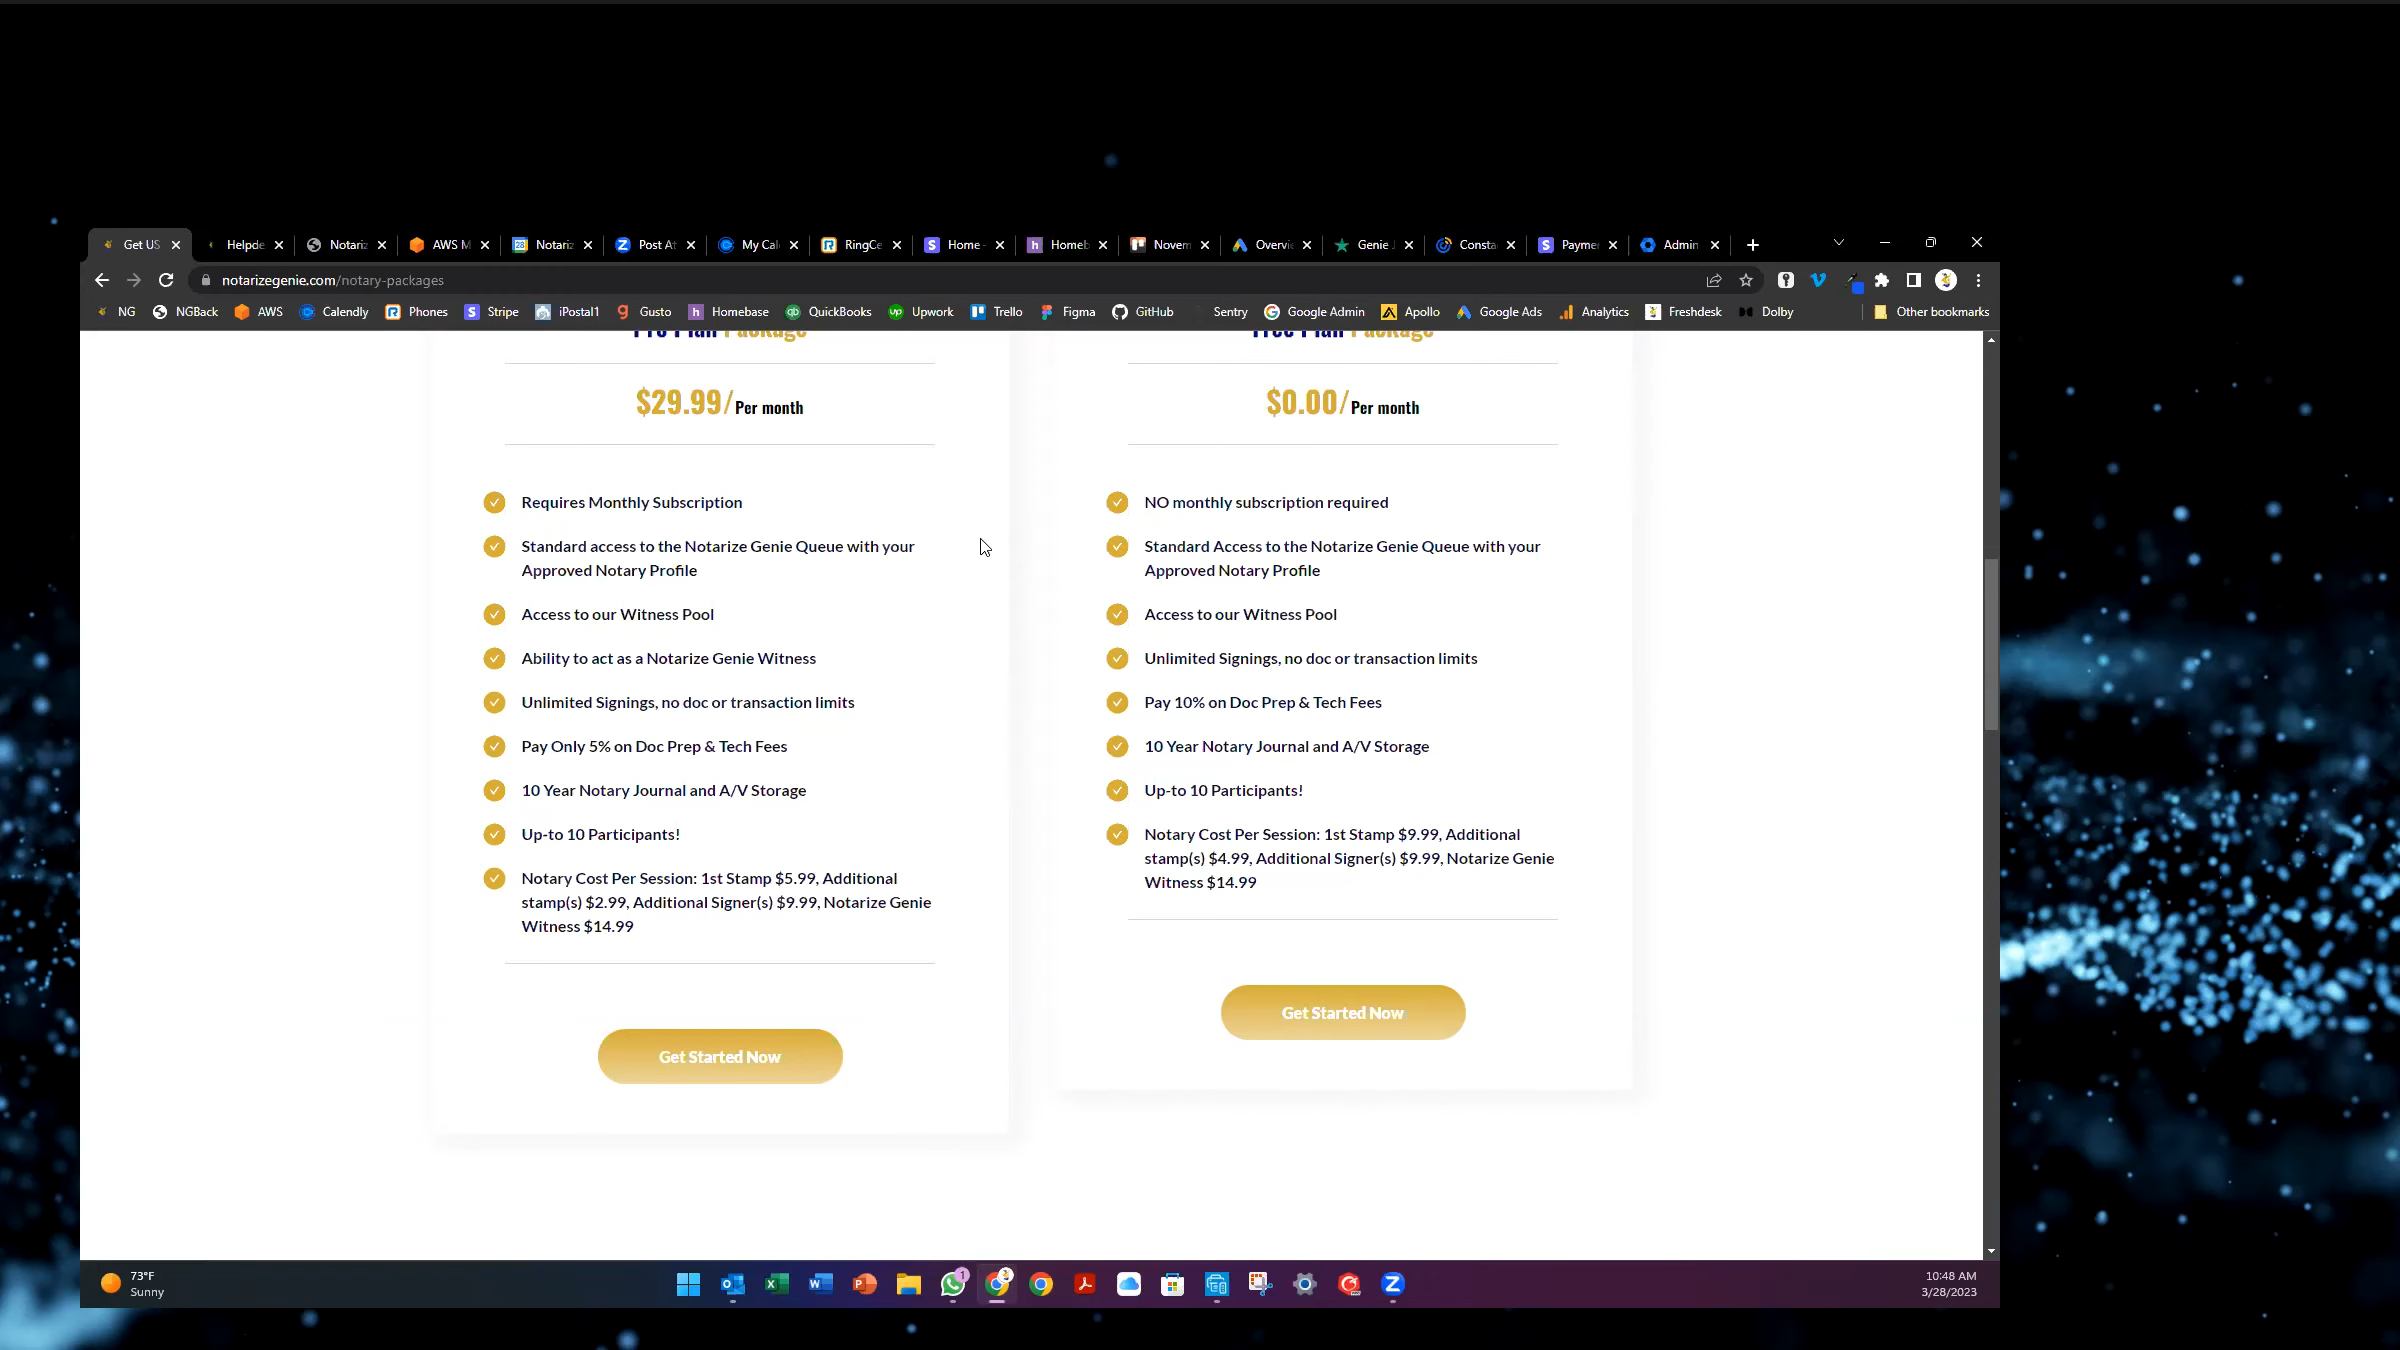 Get US
Helpde
Notariz
AWS M
Notariz
Post At
My Cal
RingCe
Home -
Homeb
Novem
Overvie
Genie J
Consta
Paymer
Admin
notarizegenie.com/notary-packages
NG
NGBack
AWS
Calendly
Phones
Stripe
iPostal1
Gusto
Homebase
QuickBooks
Upwork
Trello
Figma
GitHub
Sentry
Google Admin
Apollo
Google Ads
Analytics
Freshdesk
Dolby
Other bookmarks
Pro Plan Package
$29.99/ Per month
Requires Monthly Subscription
Standard access to the Notarize Genie Queue with your
Approved Notary Profile
Access to our Witness Pool
Ability to act as a Notarize Genie Witness
Unlimited Signings, no doc or transaction limits
Pay Only 5% on Doc Prep & Tech Fees
10 Year Notary Journal and A/V Storage
Up-to 10 Participants!
Notary Cost Per Session: 1st Stamp $5.99, Additional
stamp(s) $2.99, Additional Signer(s) $9.99, Notarize Genie
Witness $14.99
Get Started Now
Free Plan Package
$0.00/ Per month
NO monthly subscription required
Standard Access to the Notarize Genie Queue with your
Approved Notary Profile
Access to our Witness Pool
Unlimited Signings, no doc or transaction limits
Pay 10% on Doc Prep & Tech Fees
10 Year Notary Journal and A/V Storage
Up-to 10 Participants!
Notary Cost Per Session: 1st Stamp $9.99, Additional
stamp(s) $4.99, Additional Signer(s) $9.99, Notarize Genie
Witness $14.99
Get Started Now
73°F
Sunny
10:48 AM
3/28/2023